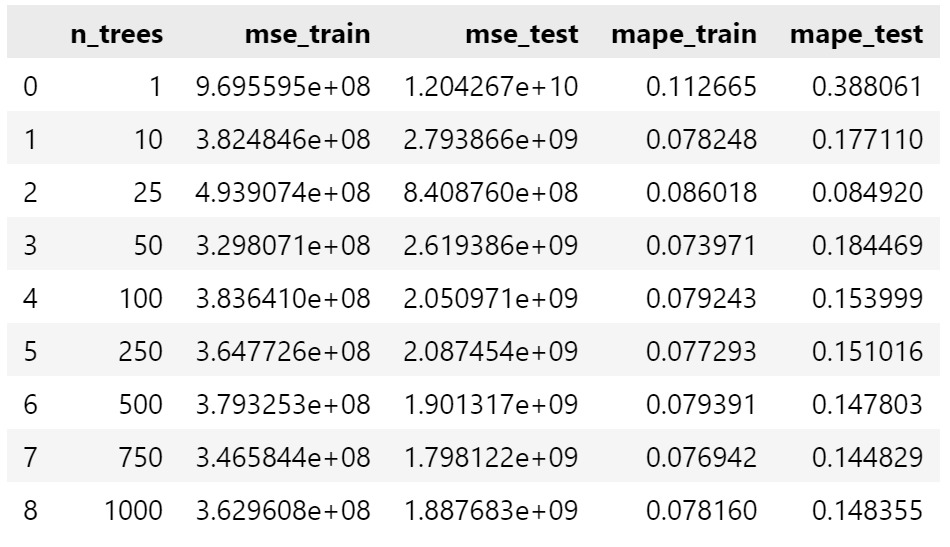 n_trees mse_train mse_test mape_train mape_test
0 1 9.695595e+08 1.204267e+10 0.112665 0.388061
1 10 3.824846e+08 2.793866e+09 0.078248 0.177110
2 25 4.939074e+08 8.408760e+08 0.086018 0.084920
3 50 3.298071e+08 2.619386e+09 0.073971 0.184469
4 100 3.836410e+08 2.050971e+09 0.079243 0.153999
5 250 3.647726e+08 2.087454e+09 0.077293 0.151016
6 500 3.793253e+08 1.901317e+09 0.079391 0.147803
7 750 3.465844e+08 1.798122e+09 0.076942 0.144829
8 1000 3.629608e+08 1.887683e+09 0.078160 0.148355